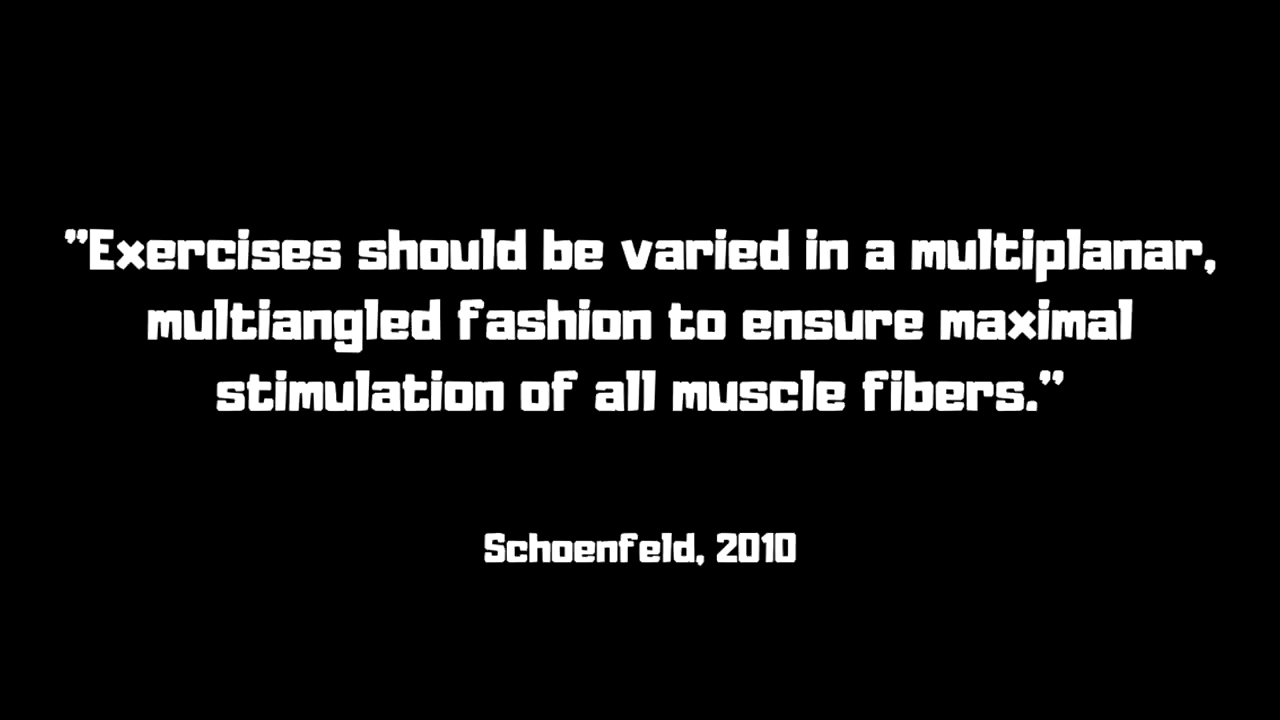 "Exercises should be varied in a multiplanar,
multiangled fashion to ensure maximal
stimulation of all muscle fibers."
Schoenfeld, 2010